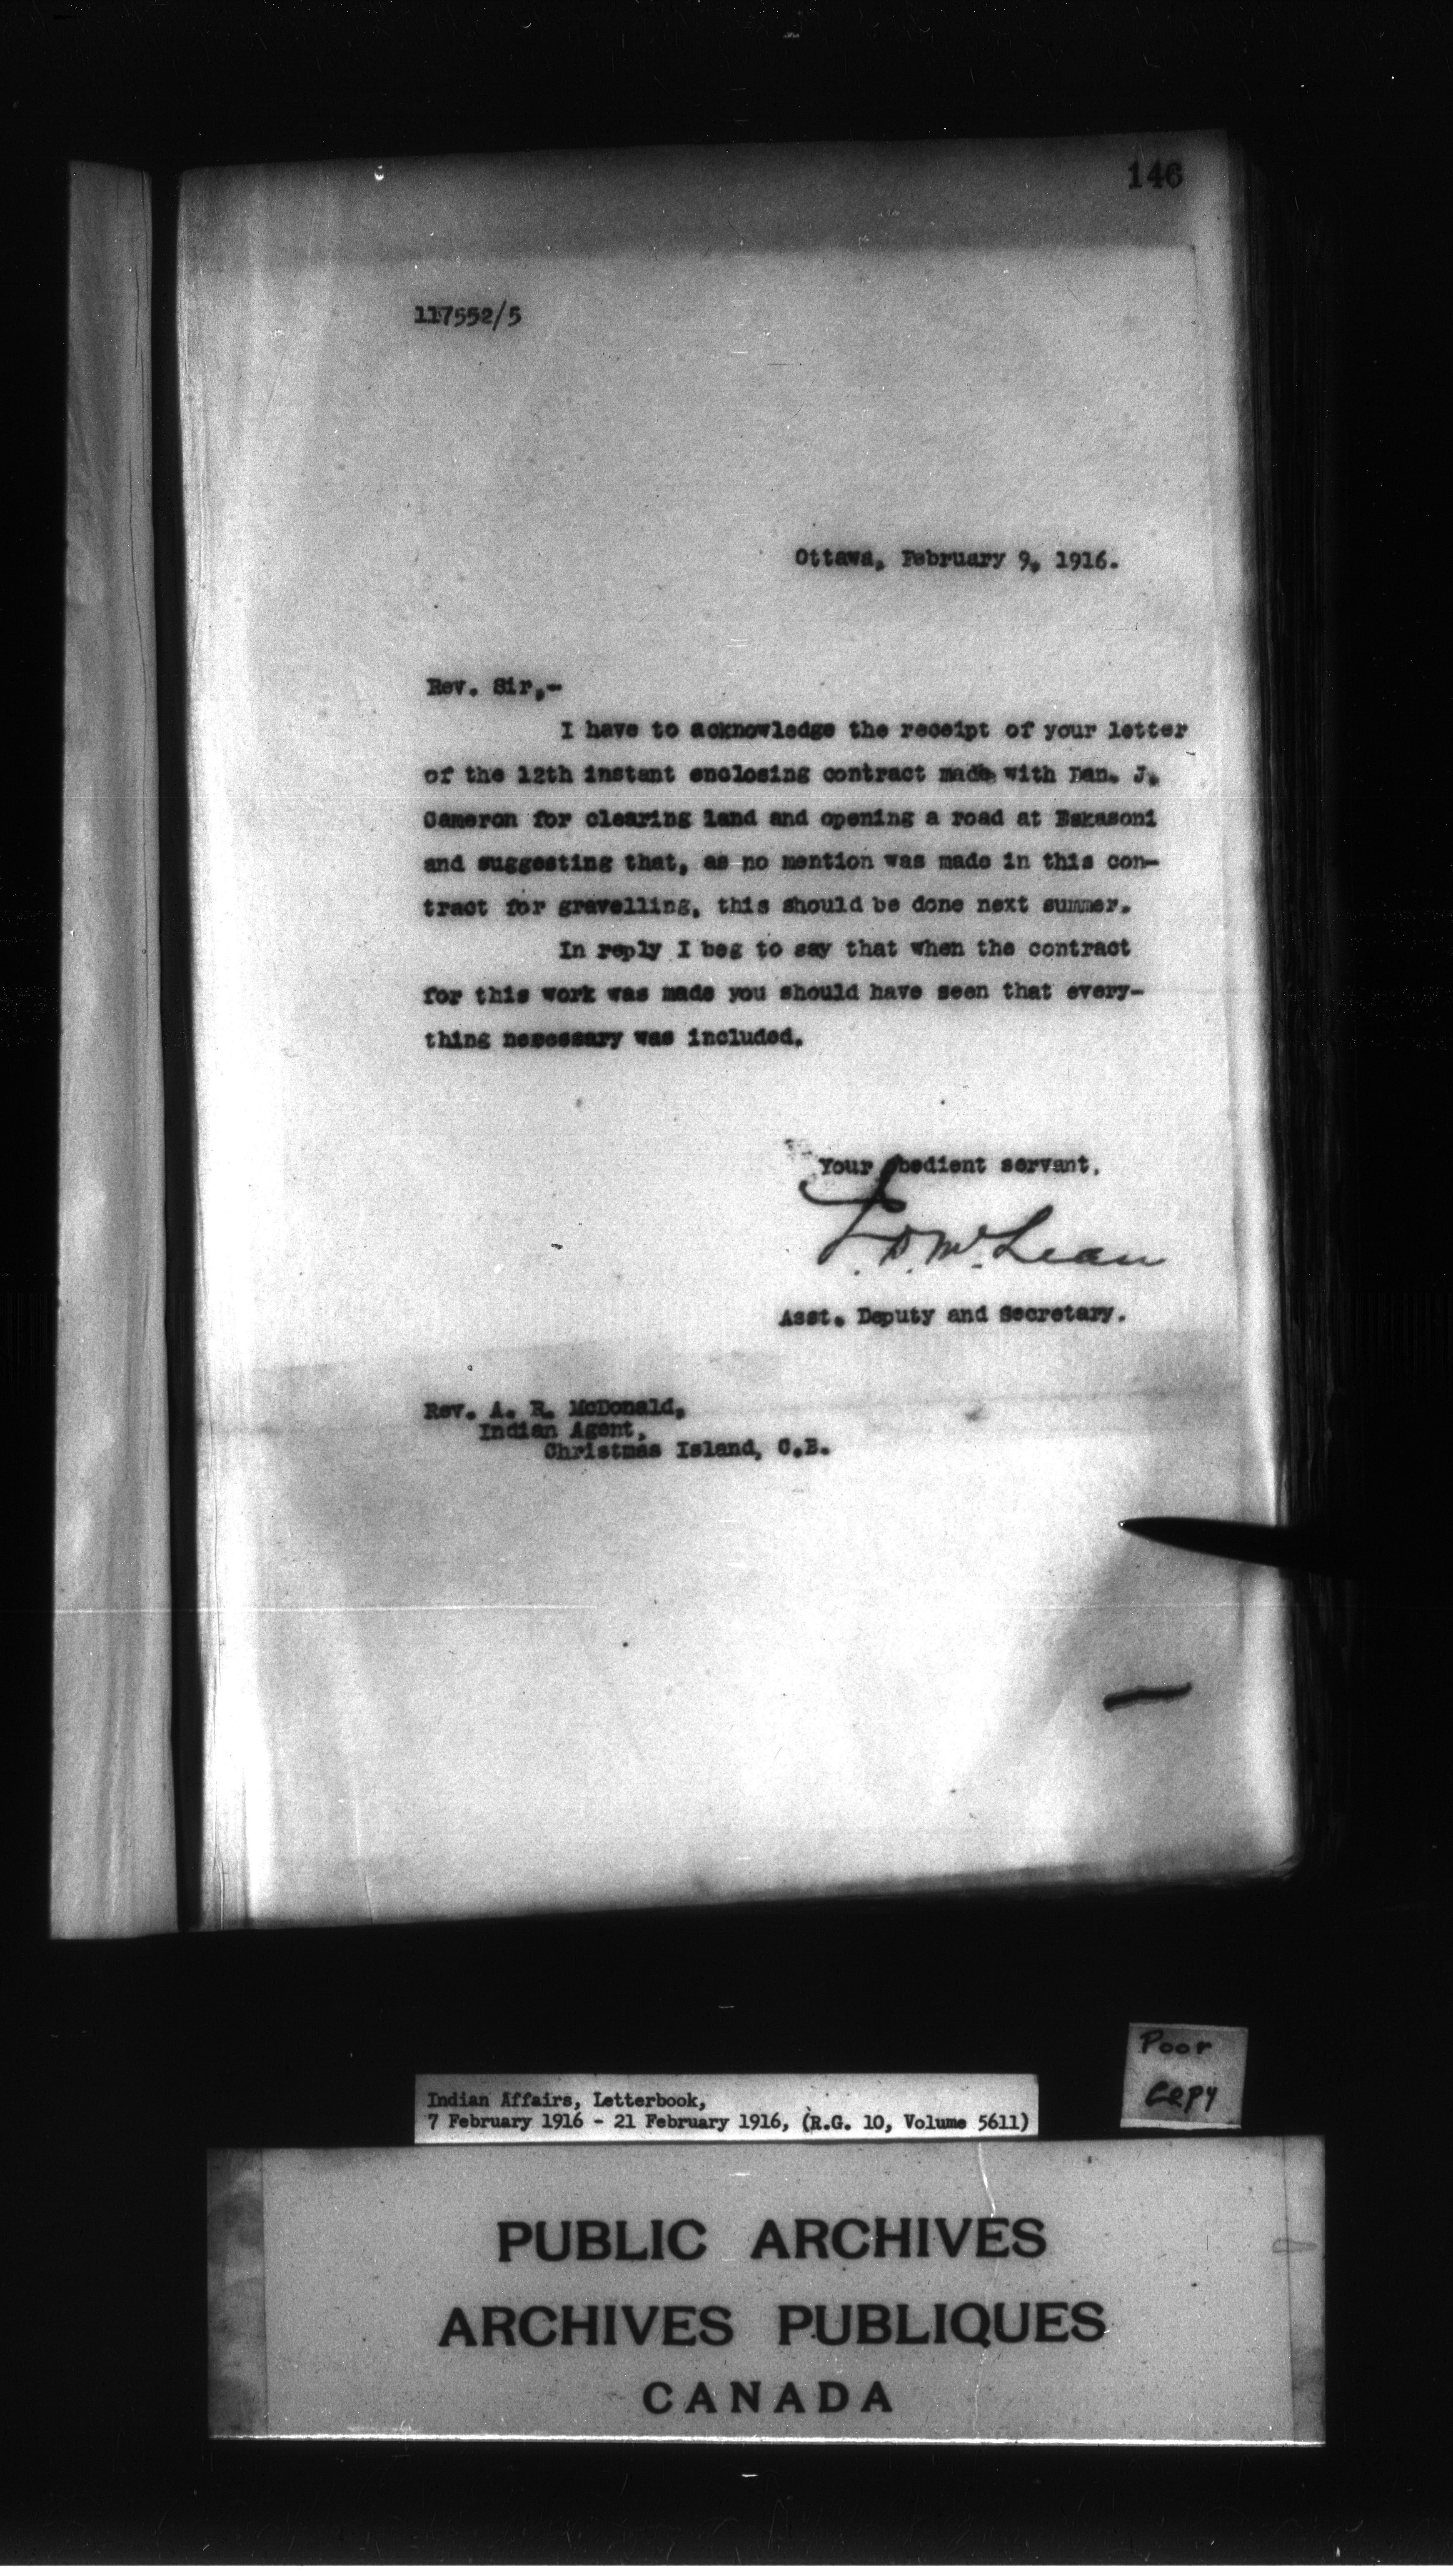 146
117552/5
Ottawa, February 9, 1916.
Rev. Sir,-
I have to acknowledge the receipt of your letter
of the 12th instant enclosing contract made with Dan. J.
Cameron for clearing land and opening a road at Eskasoni
and suggesting that, as no mention was made in this con-
tract for gravelling, this should be done next summer.
In reply I beg to say that when the contract
for this work was made you should have seen that every-
thing nesessary was included.
Your obedient servant,
J. D. McLean
Asst. Deputy and Secretary.
Rev. A. R. McDonald,
Indian Agent,
Christmas Island, C.B.
Poor
Copy
Indian Affairs, Letterbook,
7 February 1916 - 21 February 1916, (R.G. 10, Volume 5611)
PUBLIC ARCHIVES
ARCHIVES PUBLIQUES
CANADA